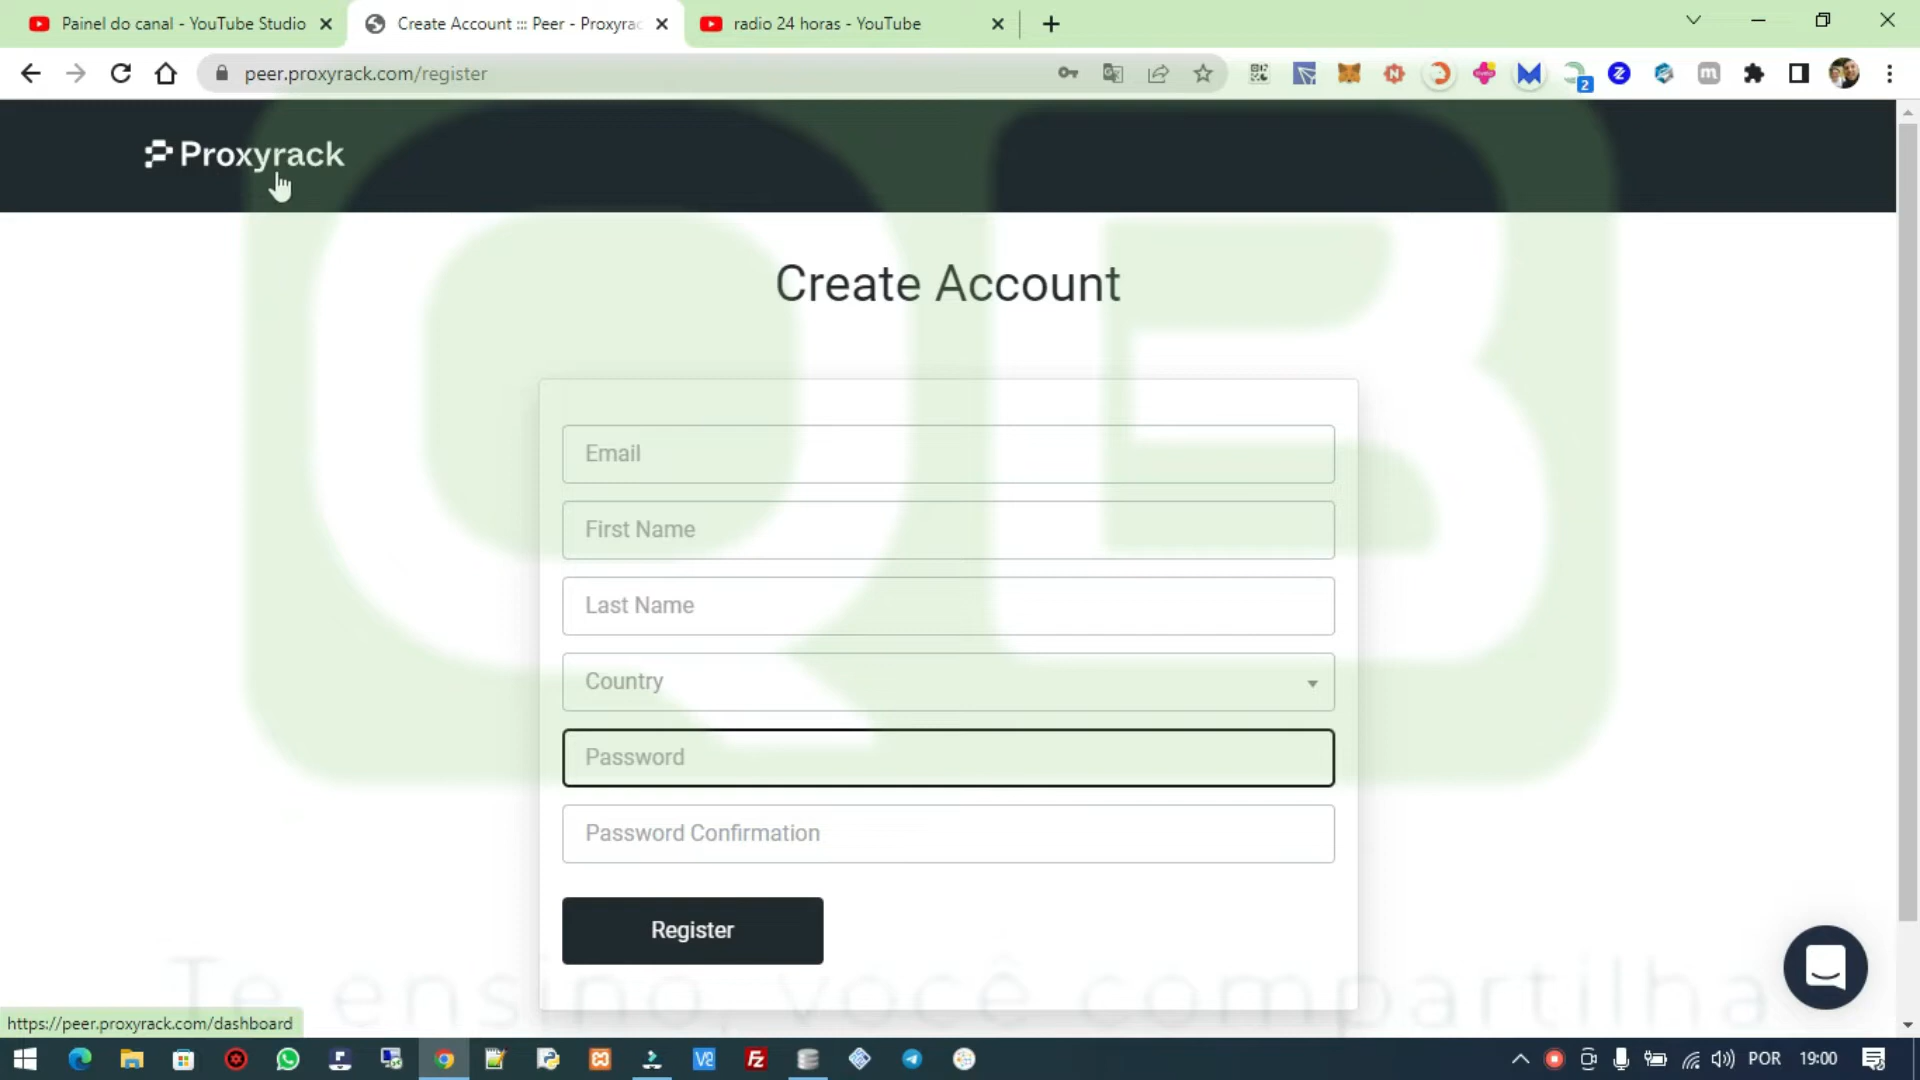 Painel do canal - YouTube Studio
Create Account ::: Peer - Proxyrac
radio 24 horas - YouTube
peer.proxyrack.com/register
2
Proxyrack
Create Account
Email
First Name
Last Name
Country
Password
Password Confirmation
Register
Te ensino, você compartilha
https://peer.proxyrack.com/dashboard
POR
19:00